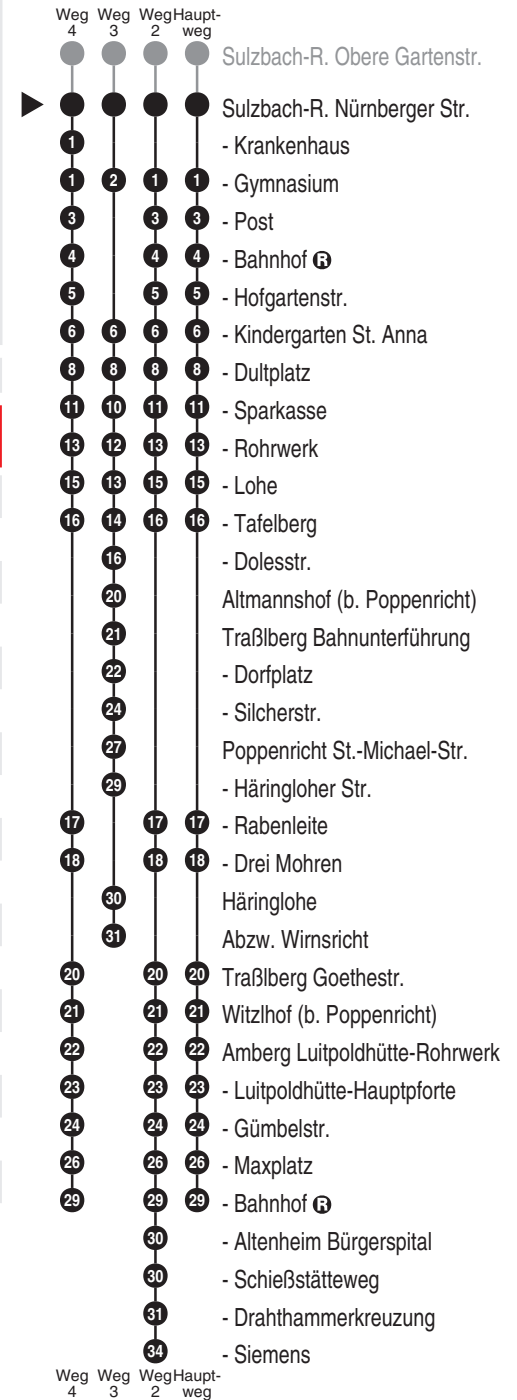 Weg Weg Weg Haupt-
4 3 2 weg
Sulzbach-R. Obere Gartenstr.
Sulzbach-R. Nürnberger Str.
1 - Krankenhaus
1 2 1 1 - Gymnasium
3 3 3 - Post
4 4 4 - Bahnhof R
5 5 5 - Hofgartenstr.
6 6 6 6 - Kindergarten St. Anna
8 8 8 8 - Dultplatz
11 10 11 11 - Sparkasse
13 12 13 13 - Rohrwerk
15 13 15 15 - Lohe
16 14 16 16 - Tafelberg
16 - Dolesstr.
20 Altmannshof (b. Poppenricht)
21 Traßlberg Bahnunterführung
22 - Dorfplatz
24 - Silcherstr.
27 Poppenricht St.-Michael-Str.
29 - Häringloher Str.
17 17 17 - Rabenleite
18 18 18 - Drei Mohren
30 Häringlohe
31 Abzw. Wirnsricht
20 20 20 Traßlberg Goethestr.
21 21 21 Witzlhof (b. Poppenricht)
22 22 22 Amberg Luitpoldhütte-Rohrwerk
23 23 23 - Luitpoldhütte-Hauptpforte
24 24 24 - Gümbelstr.
26 26 26 - Maxplatz
29 29 29 - Bahnhof R
30 - Altenheim Bürgerspital
30 - Schießstätteweg
31 - Drahthammerkreuzung
34 - Siemens
Weg Weg Weg Haupt-
4 3 2 weg